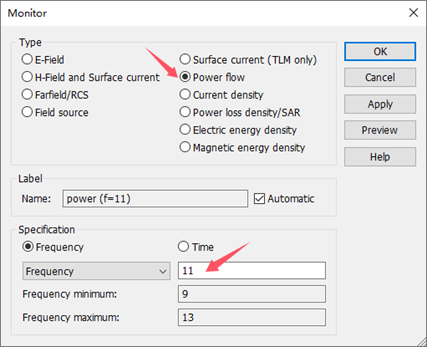 Monitor
Type
E-Field
Surface current (TLM only)
OK
H-Field and Surface current
Power flow
Cancel
Farfield/RCS
Current density
Apply
Field source
Power loss density/SAR
Electric energy density
Preview
Magnetic energy density
Help
Label
Name:
power (f=11)
Automatic
Specification
Frequency
Time
Frequency
11
Frequency minimum:
9
Frequency maximum:
13